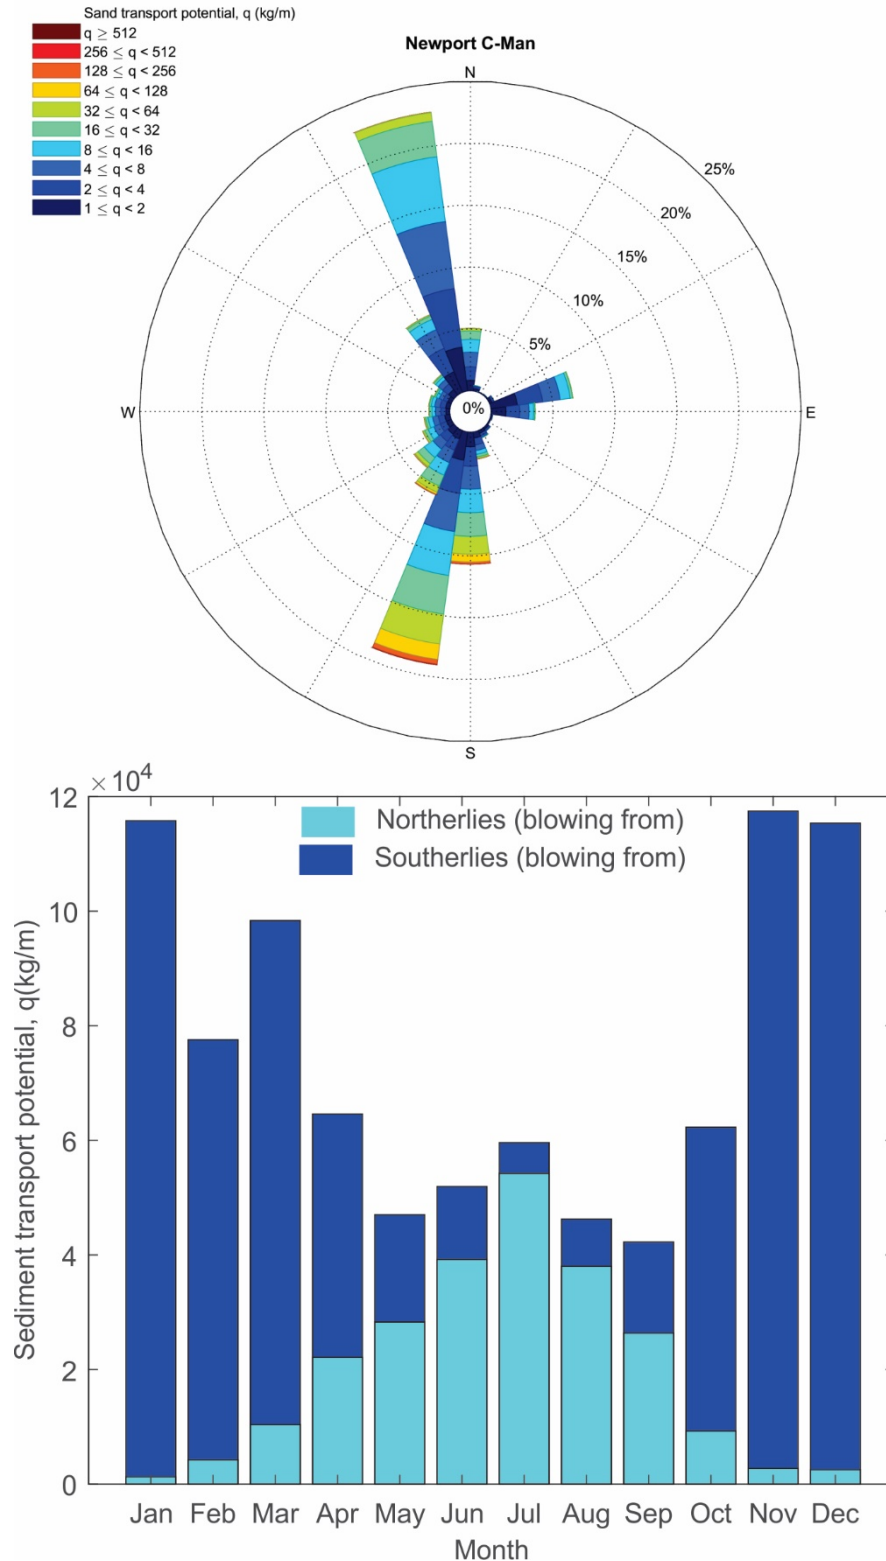 Sand transport potential, q (kg/m)
q ≥ 512
256 ≤ q < 512
128 ≤ q < 256
64 ≤ q < 128
32 ≤ q < 64
16 ≤ q < 32
8 ≤ q < 16
4 ≤ q < 8
2 ≤ q < 4
1 ≤ q < 2
Newport C-Man
N
25%
20%
15%
10%
5%
0%
W
E
S
× 10⁴
12
10
8
6
4
2
0
Sediment transport potential, q(kg/m)
Northerlies (blowing from)
Southerlies (blowing from)
Jan Feb Mar Apr May Jun Jul Aug Sep Oct Nov Dec
Month